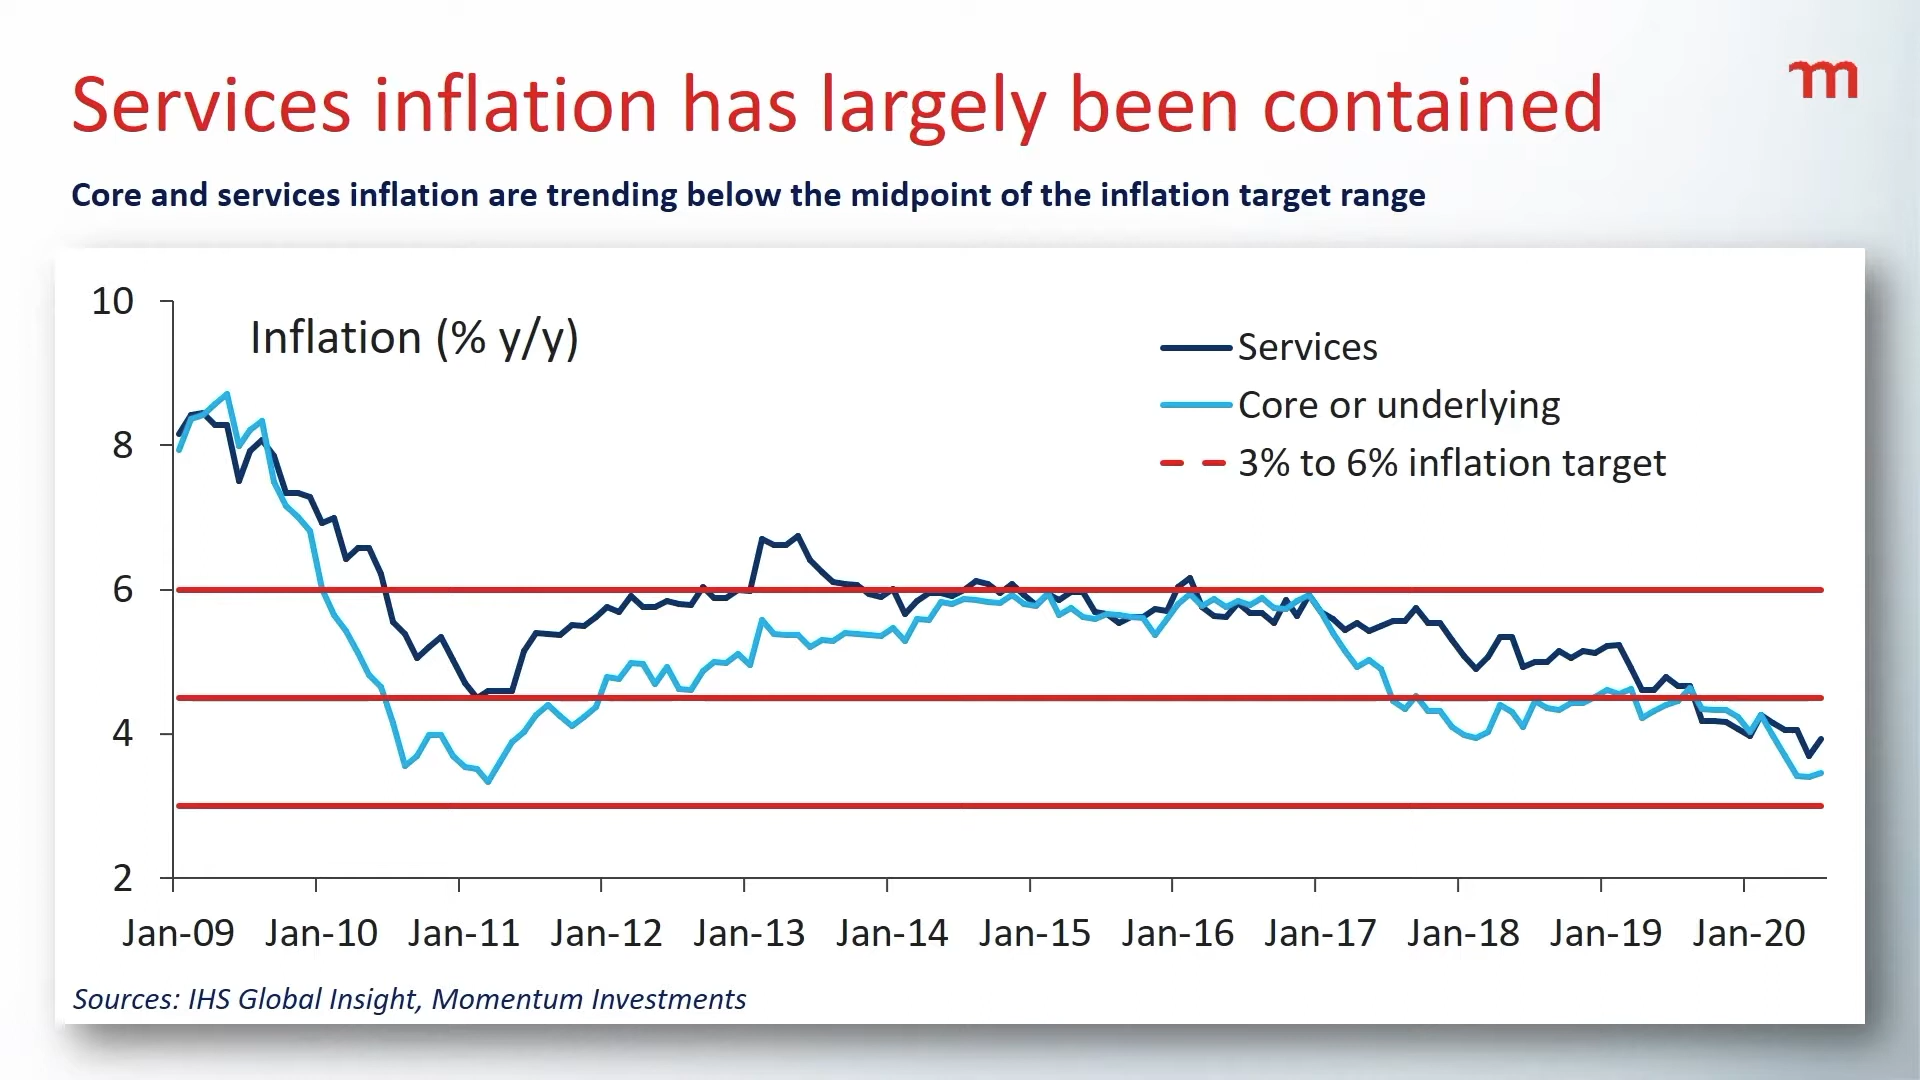 Services inflation has largely been contained
m
Core and services inflation are trending below the midpoint of the inflation target range
Inflation (% y/y)
Services
Core or underlying
3% to 6% inflation target
10
8
6
4
2
Jan-09 Jan-10 Jan-11 Jan-12 Jan-13 Jan-14 Jan-15 Jan-16 Jan-17 Jan-18 Jan-19 Jan-20
Sources: IHS Global Insight, Momentum Investments